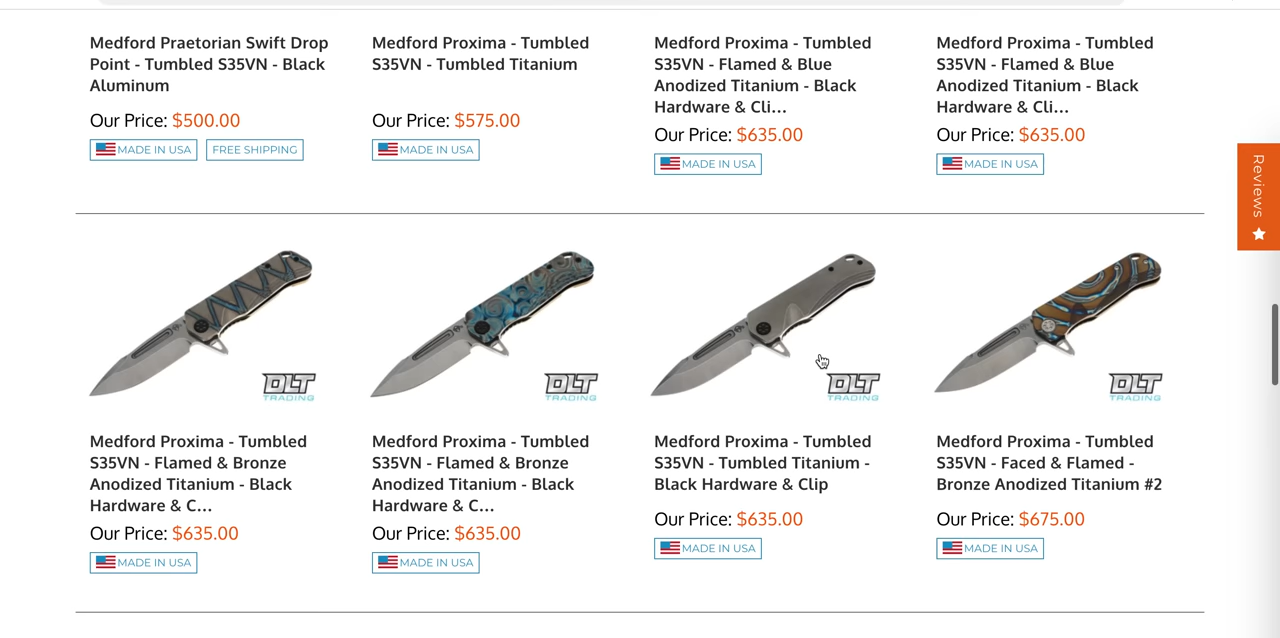 Medford Praetorian Swift Drop
Point - Tumbled S35VN - Black
Aluminum
Our Price: $500.00
MADE IN USA
FREE SHIPPING
Medford Proxima - Tumbled
S35VN - Tumbled Titanium
Our Price: $575.00
MADE IN USA
Medford Proxima - Tumbled
S35VN - Flamed & Blue
Anodized Titanium - Black
Hardware & Cli...
Our Price: $635.00
MADE IN USA
Medford Proxima - Tumbled
S35VN - Flamed & Blue
Anodized Titanium - Black
Hardware & Cli...
Our Price: $635.00
MADE IN USA
Reviews
DLT
TRADING
DLT
TRADING
DLT
TRADING
DLT
TRADING
Medford Proxima - Tumbled
S35VN - Flamed & Bronze
Anodized Titanium - Black
Hardware & C...
Our Price: $635.00
MADE IN USA
Medford Proxima - Tumbled
S35VN - Flamed & Bronze
Anodized Titanium - Black
Hardware & C...
Our Price: $635.00
MADE IN USA
Medford Proxima - Tumbled
S35VN - Tumbled Titanium -
Black Hardware & Clip
Our Price: $635.00
MADE IN USA
Medford Proxima - Tumbled
S35VN - Faced & Flamed -
Bronze Anodized Titanium #2
Our Price: $675.00
MADE IN USA